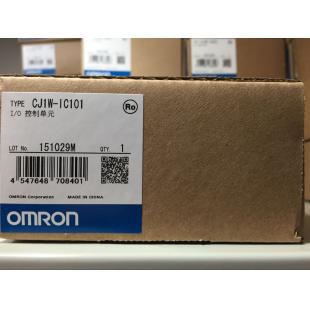 TYPE CJ1W-IC101
I/O 控制单元
Ro
LOT No. 151029M QTY. 1
4 547648 708401
OMRON
OMRON Corporation MADE IN CHINA